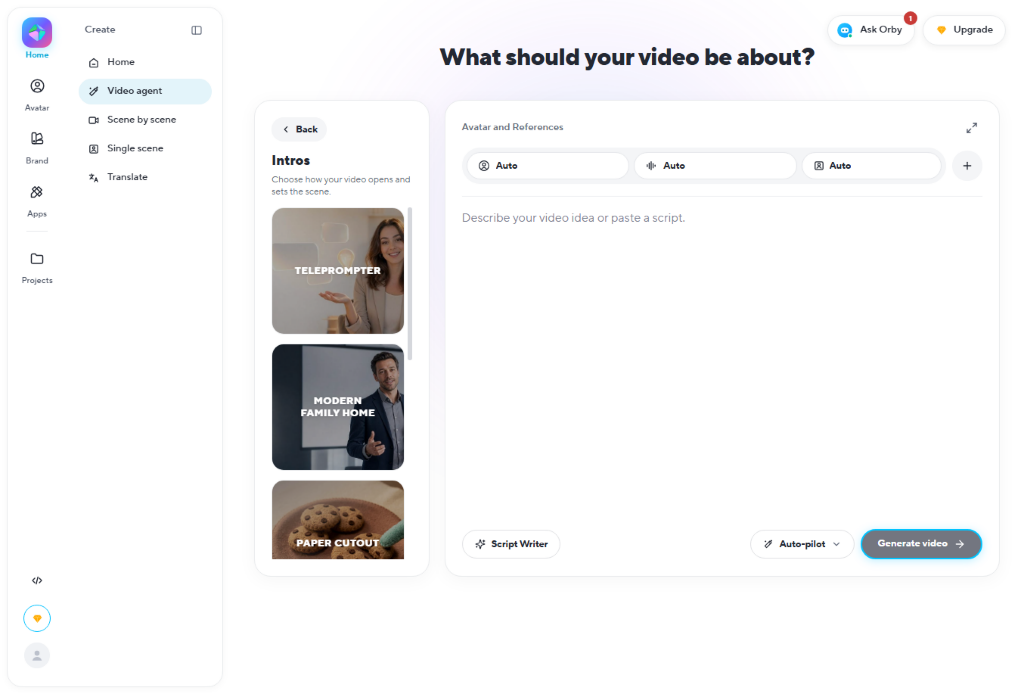 Home
Avatar
Brand
Apps
Projects
Create
Home
Video agent
Scene by scene
Single scene
Translate
Ask Orby
1
Upgrade
What should your video be about?
Back
Intros
Choose how your video opens and
sets the scene.
TELEPROMPTER
MODERN
FAMILY HOME
PAPER CUTOUT
Avatar and References
Auto
Auto
Auto
Describe your video idea or paste a script.
Script Writer
Auto-pilot
Generate video